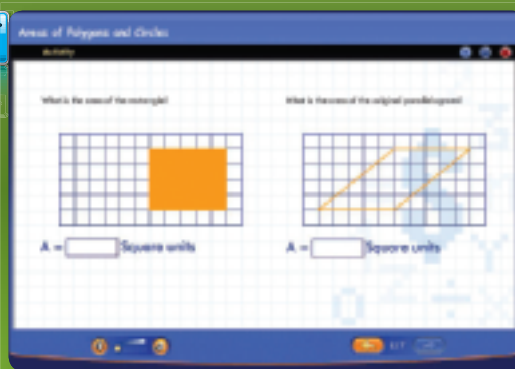 Areas of Polygons and Circles
Activity
What is the area of the rectangle?
What is the area of the original parallelogram?
A = Square units
A = Square units